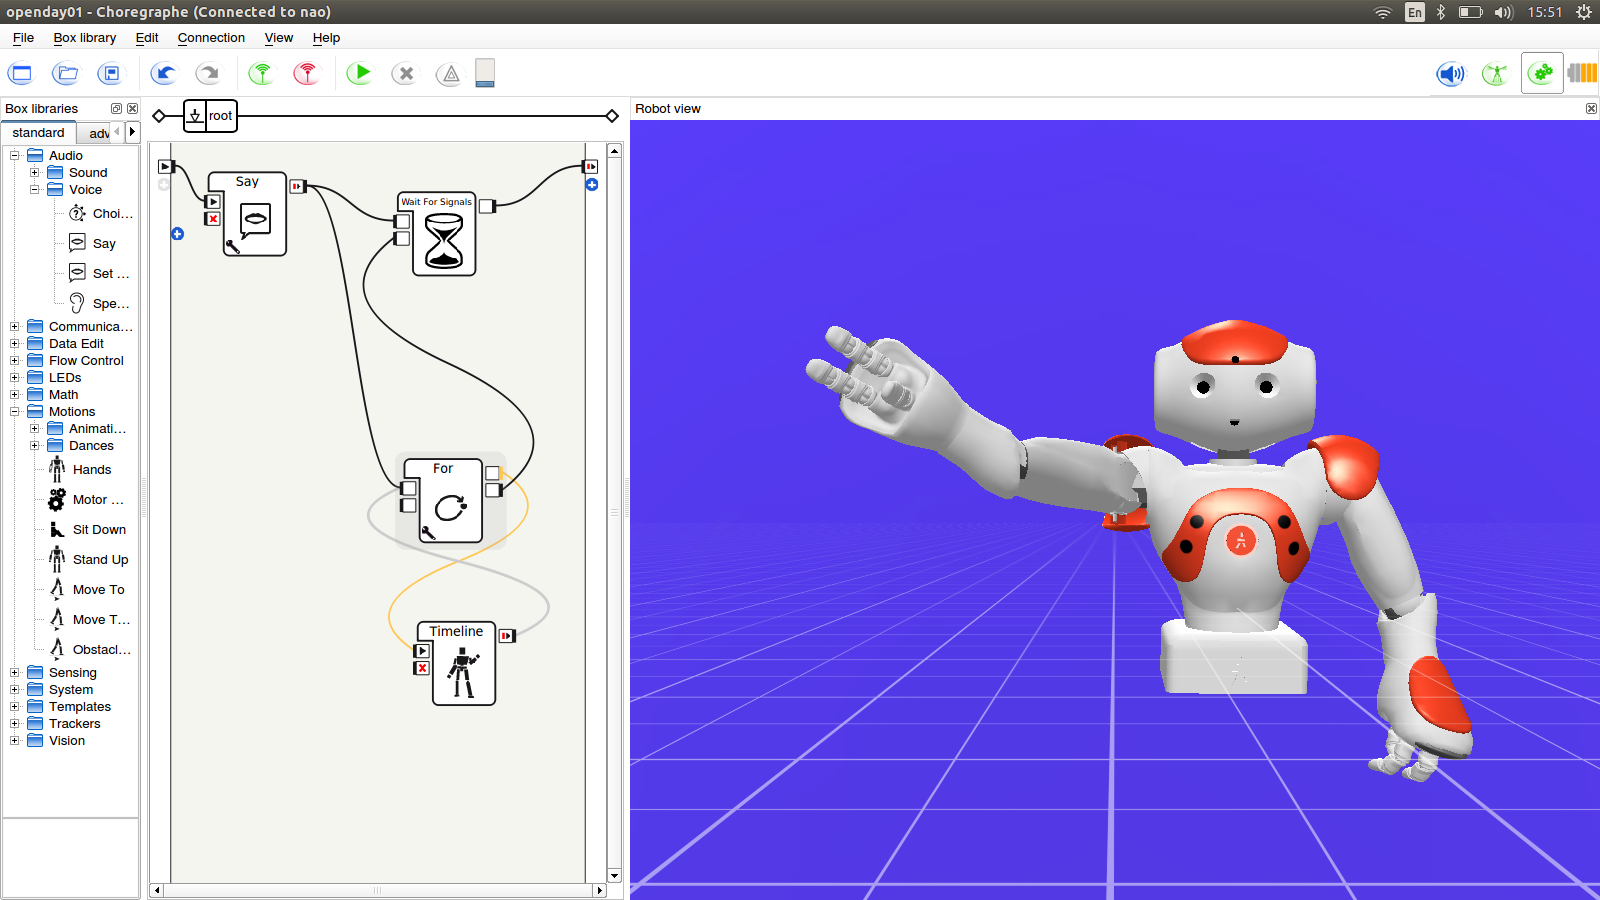 openday01 - Choregraphe (Connected to nao)
En
15:51
File Box library Edit Connection View Help
Box libraries
standard adv
Audio
Sound
Voice
Choi...
Say
Set ...
Spe...
Communica...
Data Edit
Flow Control
LEDs
Math
Motions
Animati...
Dances
Hands
Motor ...
Sit Down
Stand Up
Move To
Move T...
Obstacl...
Sensing
System
Templates
Trackers
Vision
root
Say
Wait For Signals
For
Timeline
Robot view